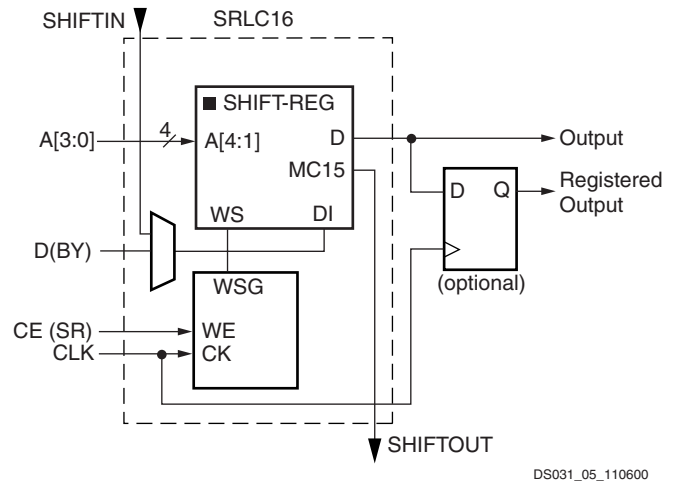 SHIFTIN
SRLC16
SHIFT-REG
A[3:0]
4
A[4:1]
D
MC15
Output
D
Q
Registered
Output
WS
DI
D(BY)
WSG
(optional)
CE (SR)
WE
CLK
CK
SHIFTOUT
DS031_05_110600